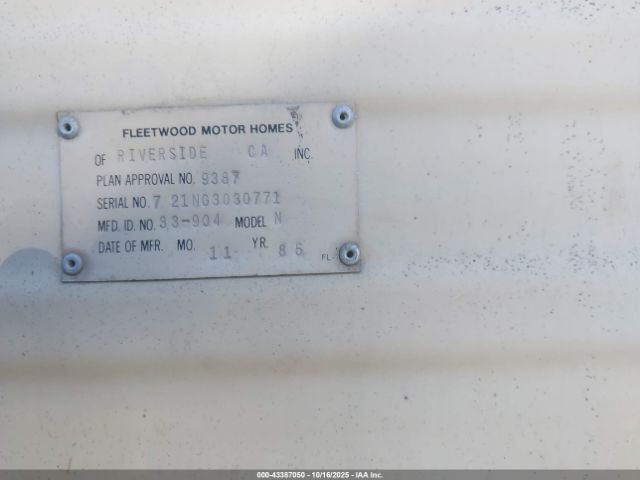 FLEETWOOD MOTOR HOMES
OF RIVERSIDE CA INC.
PLAN APPROVAL NO. 9387
SERIAL NO. 7 21NG3030771
MFD. ID. NO. 33-904 MODEL N
DATE OF MFR. MO. 11 YR. 86
FL-
000-43387050 - 10/16/2025 - IAA Inc.